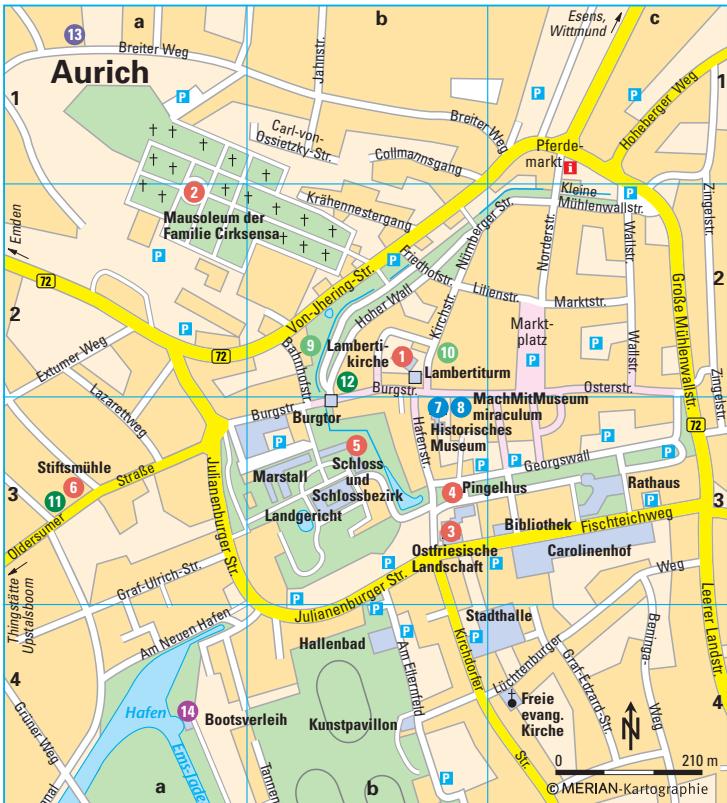 a
b
c
13
Esens,
Wittmund
Breiter Weg
Aurich
Jahnstr.
1
1
P
P
P
P
Hoheberger Weg
Breiter Weg
Carl-von-
Ossietzky-Str.
Collmannsgang
Pferde-
markt
i
Zingelstr.
2
Mausoleum der
Familie Cirksena
Krähennestergang
Kleine
Mühlenwallstr.
P
Emden
72
P
Nürnberger Str.
Friedhofstr.
P
Norderstr.
Wallstr.
Große Mühlenwallstr.
2
2
Von-Jhering-Str.
Hoher Wall
Lilienstr.
Marktstr.
P
72
Extumer Weg
Bahnhofstr.
9
Lamberti-
kirche
1
Kirchstr.
10
Markt-
platz
P
Wallstr.
Lambertiturm
Lazarettweg
12
Burgstr.
Osterstr.
Zingelstr.
MachMitMuseum
miraculum
7
8
Burgstr.
Burgtor
Historisches
Museum
Hafenstr.
P
P
P
72
P
5
Schloss
und
Schlossbezirk
Georgswall
P
Stiftsmühle
6
11
Straße
Oldersumer
Marstall
4
Pingelhus
Rathaus
P
3
3
Landgericht
3
Bibliothek
Fischteichweg
Julianenburger Str.
Ostfriesische
Landschaft
Carolinenhof
P
P
Thingstätte
Upstalsboom
Graf-Ulrich-Str.
Weg
P
Julianenburger Str.
P
Stadthalle
P
Am Neuen Hafen
Hallenbad
P
Am Ellernfeld
Kirchdorfer
Str.
Lüchtenburger
Graf-Edzard-Str.
Leerer Landstr.
4
4
Grüner Weg
Hafen
14
Bootsverleih
Kunstpavillon
P
Freie
evang.
Kirche
Weg
N
0
210 m
Ems-Jade
Tannen
P
a
b
© MERIAN-Kartographie